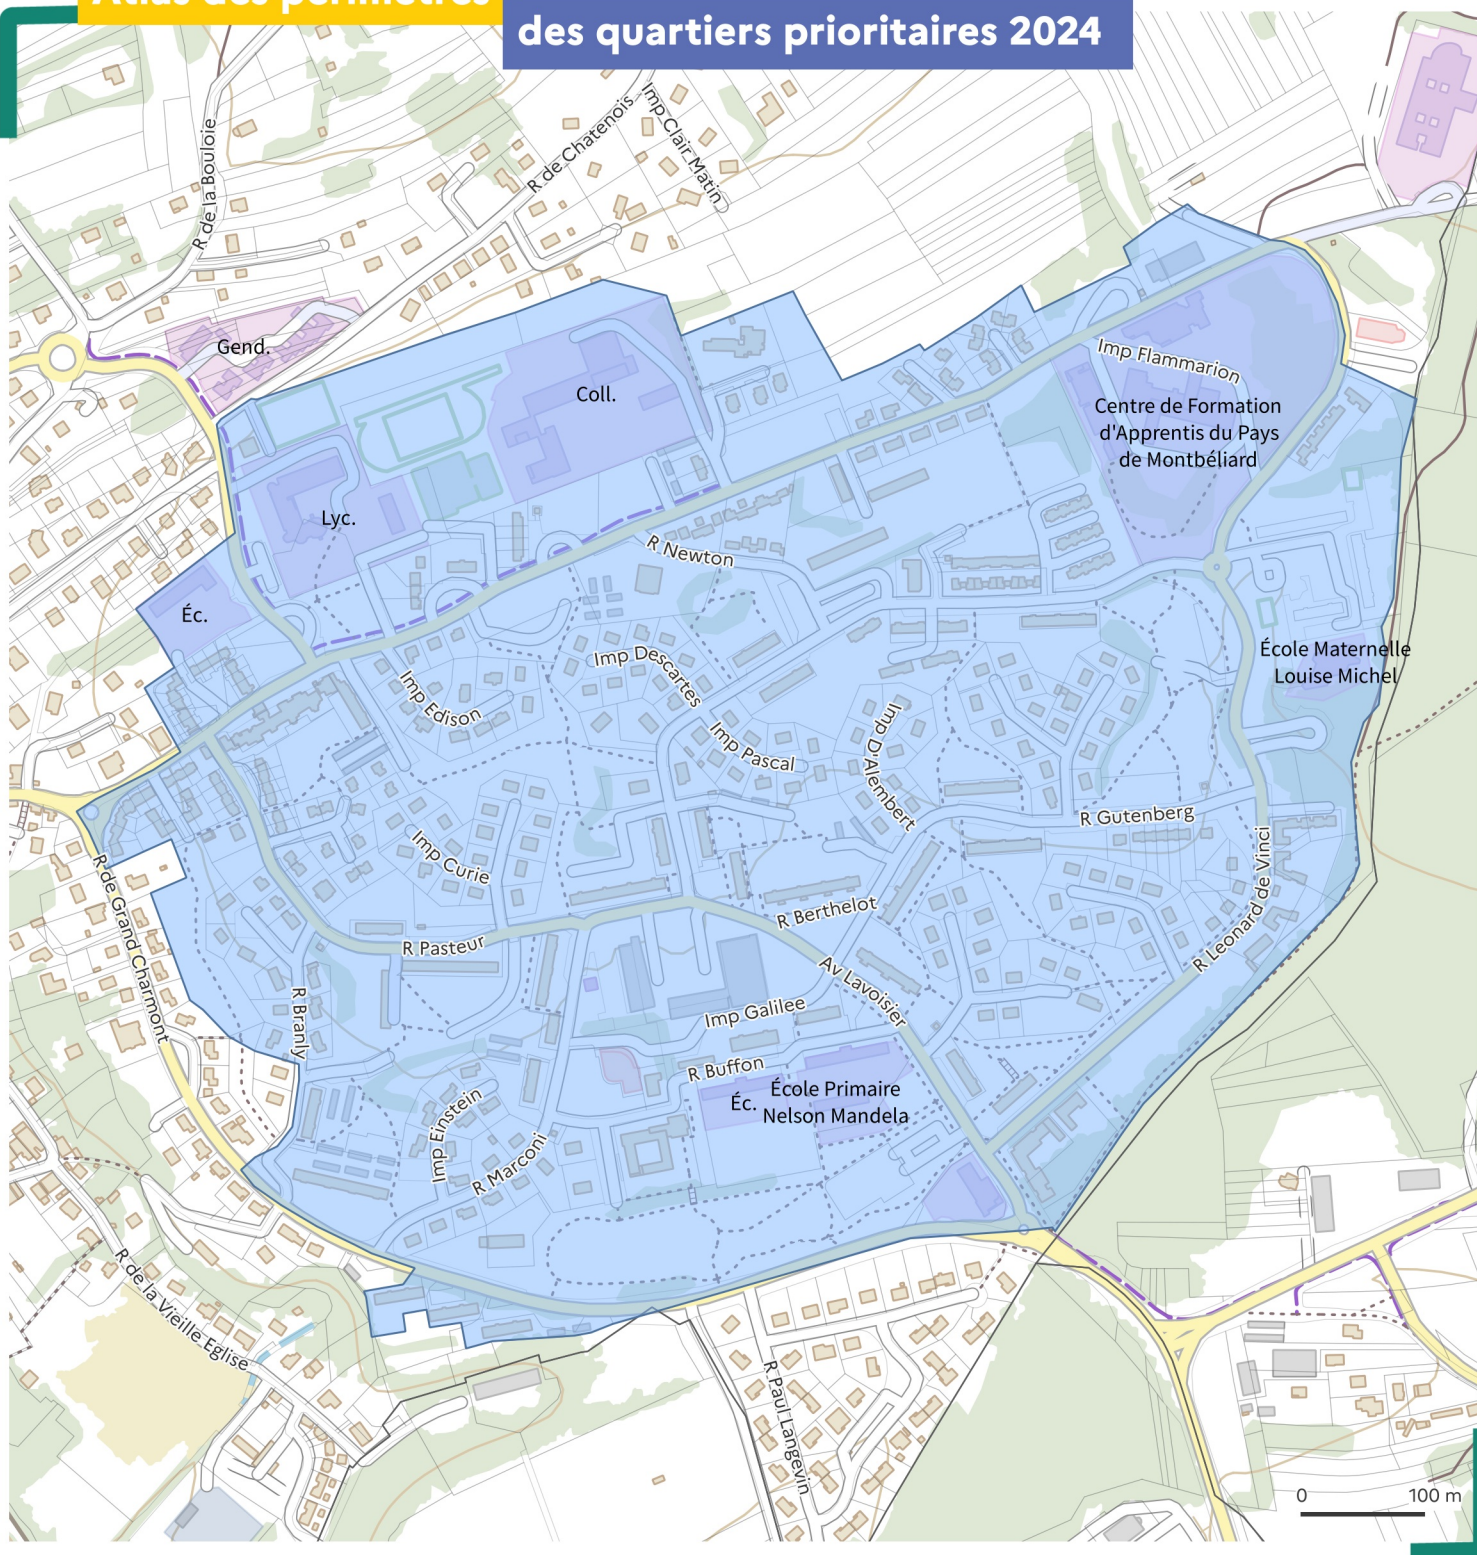 Atlas des périmètres
des quartiers prioritaires 2024
R de la Bouloie
R de Chatenois
Imp Clair Matin
Gend.
Coll.
Imp Flammarion
Centre de Formation
d'Apprentis du Pays
de Montbéliard
Lyc.
R Newton
Éc.
École Maternelle
Louise Michel
Imp Descartes
Imp Edison
Imp Pascal
Imp D'Alembert
R Gutenberg
Imp Curie
R Leonard de Vinci
R de Grand Charmont
R Berthelot
R Pasteur
Av Lavoisier
R Branly
Imp Galilee
R Buffon
École Primaire
Nelson Mandela
Éc.
Imp Einstein
R Marconi
R de la Vieille Eglise
R Paul Langevin
0 100 m